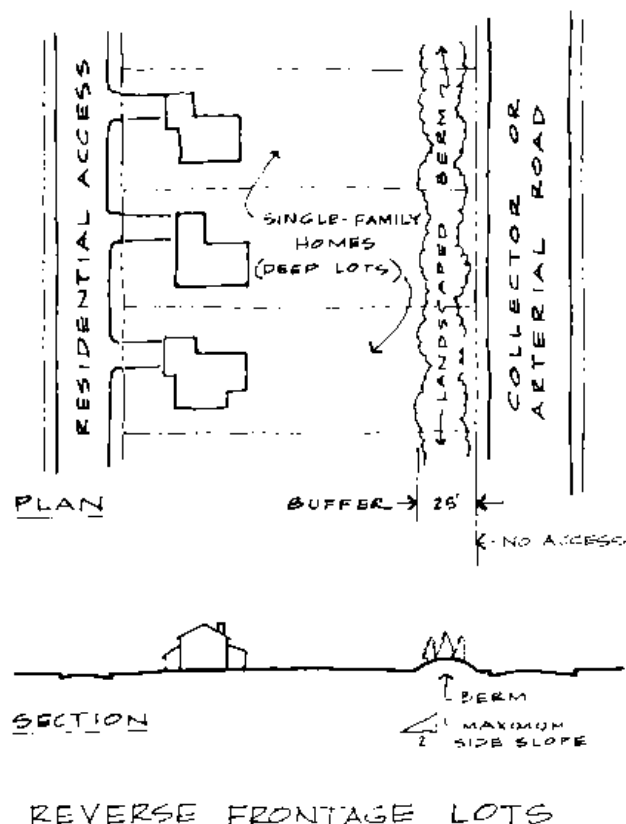 RESIDENTIAL ACCESS
SINGLE-FAMILY
HOMES
(DEEP LOTS)
LANDSCAPED BERM
COLLECTOR OR
ARTERIAL ROAD
PLAN
BUFFER
25'
NO ACCESS
SECTION
BERM
1
2
MAXIMUM
SIDE SLOPE
REVERSE FRONTAGE LOTS